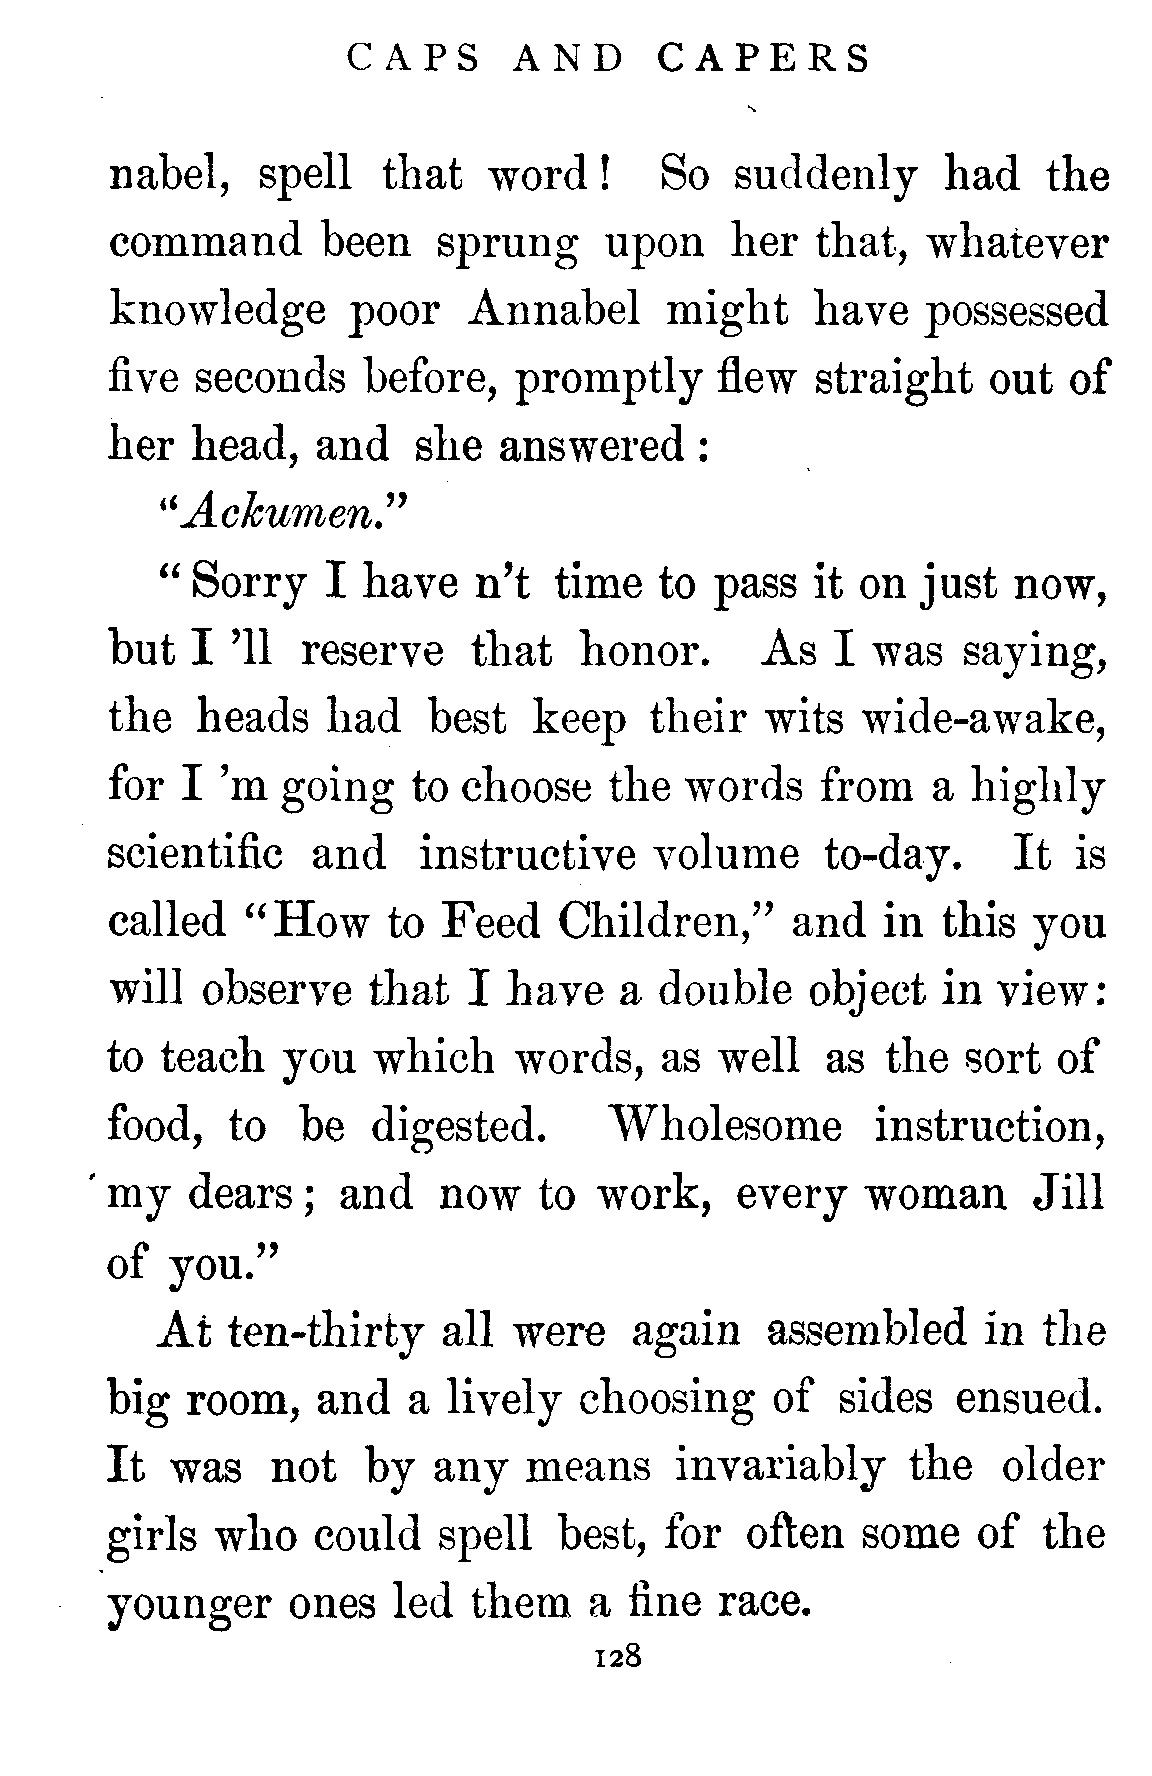 CAPS AND CAPERS
nabel, spell that word! So suddenly had the
command been sprung upon her that, whatever
knowledge poor Annabel might have possessed
five seconds before, promptly flew straight out of
her head, and she answered:
"Ackumen."
"Sorry I have n't time to pass it on just now,
but I 'll reserve that honor. As I was saying,
the heads had best keep their wits wide-awake,
for I 'm going to choose the words from a highly
scientific and instructive volume to-day. It is
called "How to Feed Children," and in this you
will observe that I have a double object in view:
to teach you which words, as well as the sort of
food, to be digested. Wholesome instruction,
my dears; and now to work, every woman Jill
of you."
At ten-thirty all were again assembled in the
big room, and a lively choosing of sides ensued.
It was not by any means invariably the older
girls who could spell best, for often some of the
younger ones led them a fine race.
128